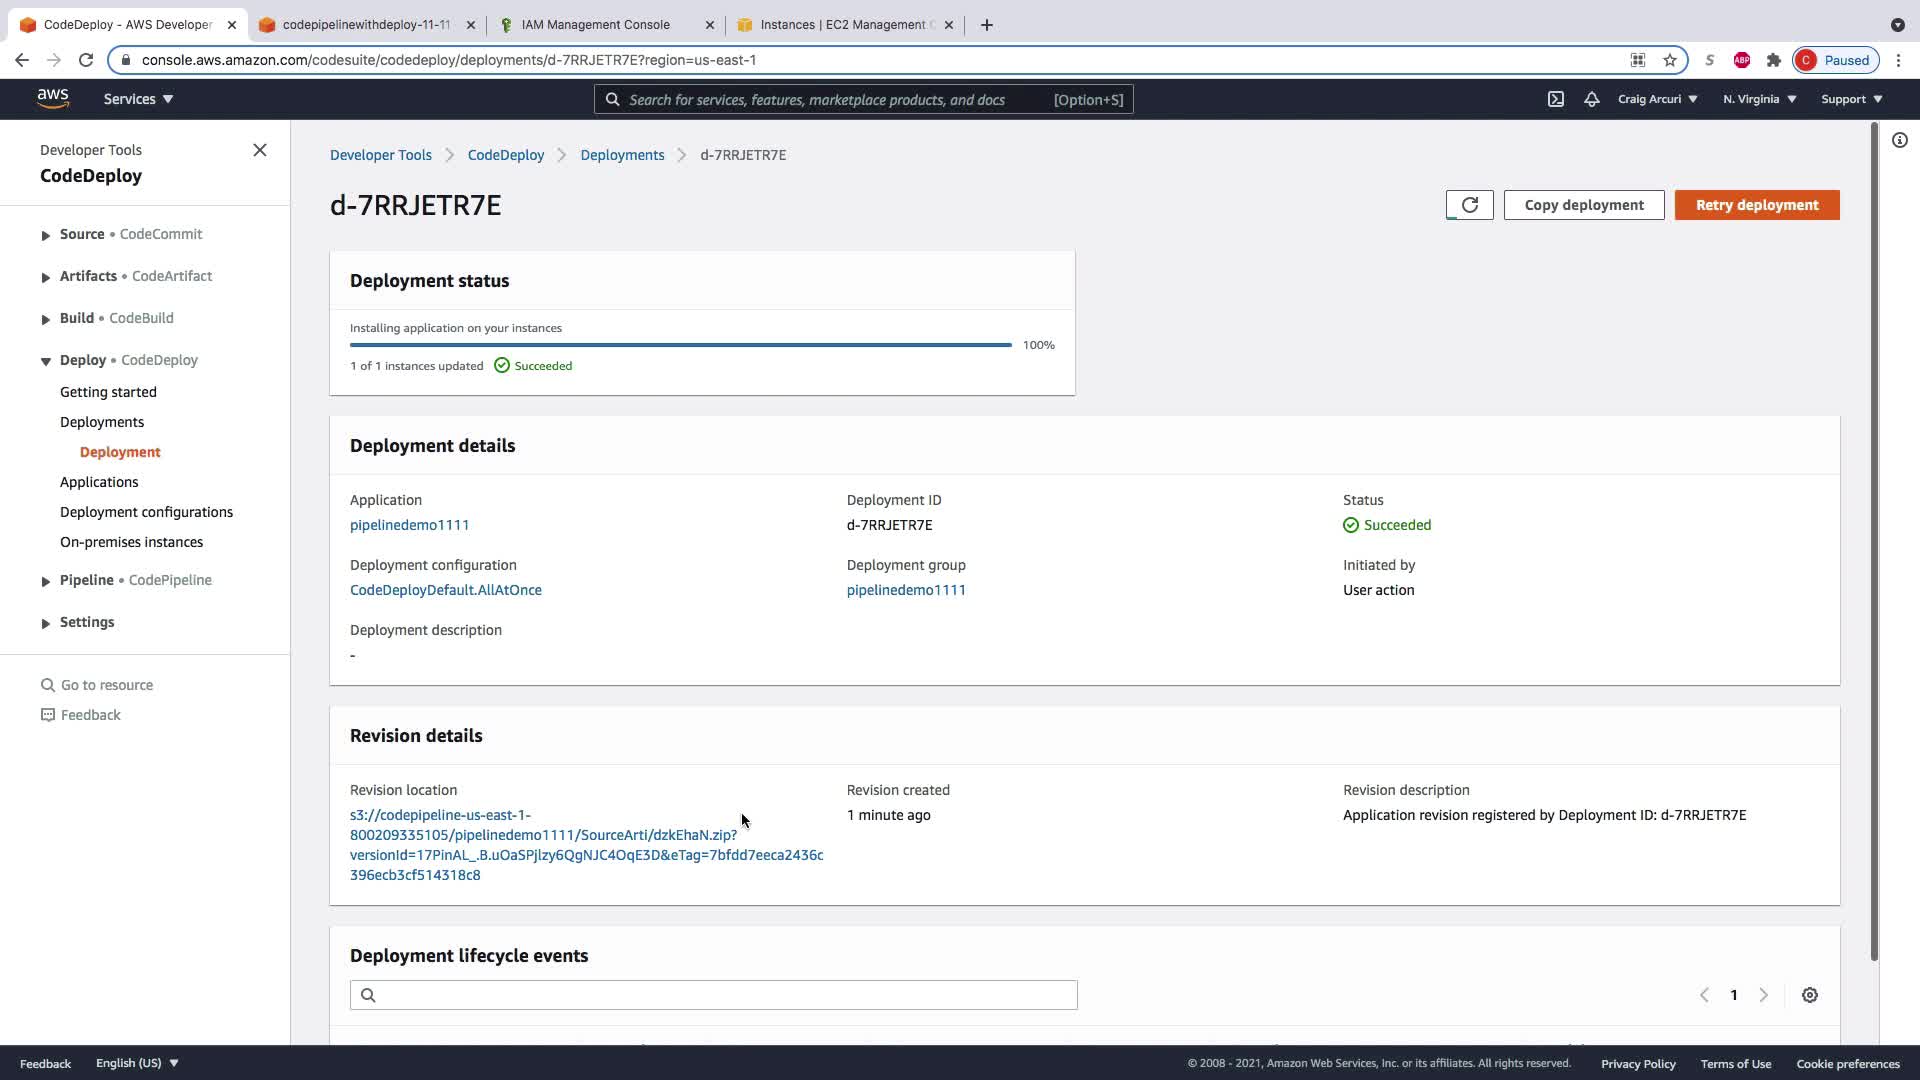 CodeDeploy - AWS Developer
codepipelinewithdeploy-11-11
IAM Management Console
Instances | EC2 Management C
console.aws.amazon.com/codesuite/codedeploy/deployments/d-7RRJETR7E?region=us-east-1
S
ABP
C
Paused
aws
Services
Search for services, features, marketplace products, and docs
[Option+S]
Craig Arcuri
N. Virginia
Support
Developer Tools
CodeDeploy
Source • CodeCommit
Artifacts • CodeArtifact
Build • CodeBuild
Deploy • CodeDeploy
Getting started
Deployments
Deployment
Applications
Deployment configurations
On-premises instances
Pipeline • CodePipeline
Settings
Go to resource
Feedback
Developer Tools
CodeDeploy
Deployments
d-7RRJETR7E
d-7RRJETR7E
Copy deployment
Retry deployment
Deployment status
Installing application on your instances
100%
1 of 1 instances updated
Succeeded
Deployment details
Application
pipelinedemo1111
Deployment ID
d-7RRJETR7E
Status
Succeeded
Deployment configuration
CodeDeployDefault.AllAtOnce
Deployment group
pipelinedemo1111
Initiated by
User action
Deployment description
-
Revision details
Revision location
s3://codepipeline-us-east-1-
800209335105/pipelinedemo1111/SourceArti/dzkEhaN.zip?
versionId=17PinAL_.B.uOaSPjlzy6QgNJC4OqE3D&eTag=7bfdd7eeca2436c
396ecb3cf514318c8
Revision created
1 minute ago
Revision description
Application revision registered by Deployment ID: d-7RRJETR7E
Deployment lifecycle events
1
Feedback
English (US)
© 2008 - 2021, Amazon Web Services, Inc. or its affiliates. All rights reserved.
Privacy Policy
Terms of Use
Cookie preferences